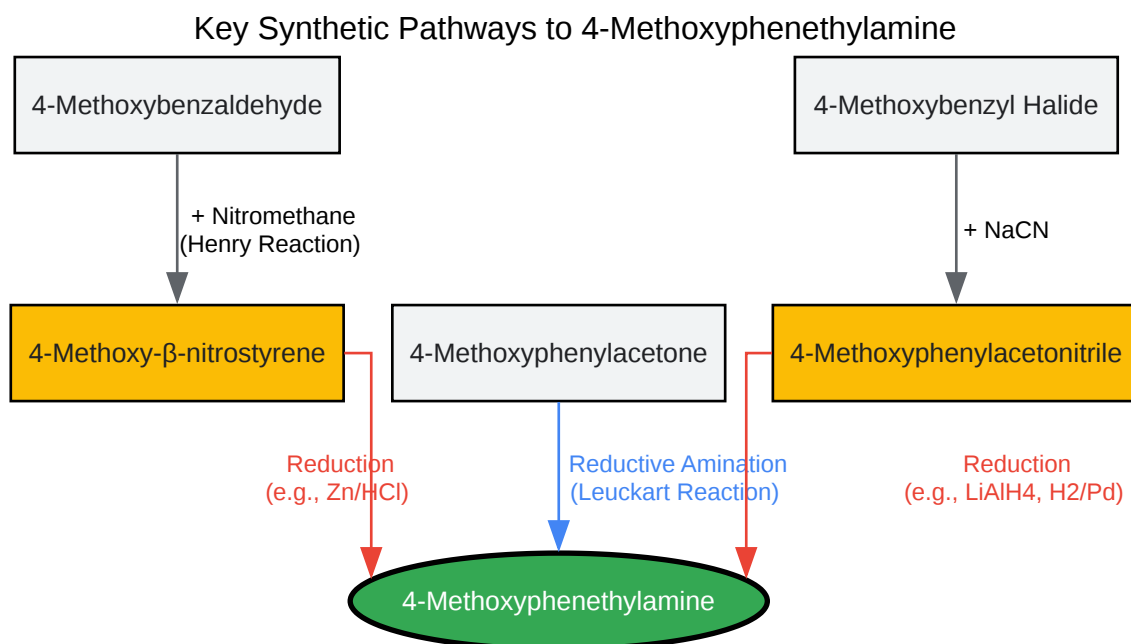 Key Synthetic Pathways to 4-Methoxyphenethylamine
4-Methoxybenzaldehyde
4-Methoxybenzyl Halide
+ Nitromethane
(Henry Reaction)
+ NaCN
4-Methoxy-β-nitrostyrene
4-Methoxyphenylacetone
4-Methoxyphenylacetonitrile
Reduction
(e.g., Zn/HCl)
Reductive Amination
(Leuckart Reaction)
Reduction
(e.g., LiAlH4, H2/Pd)
4-Methoxyphenethylamine